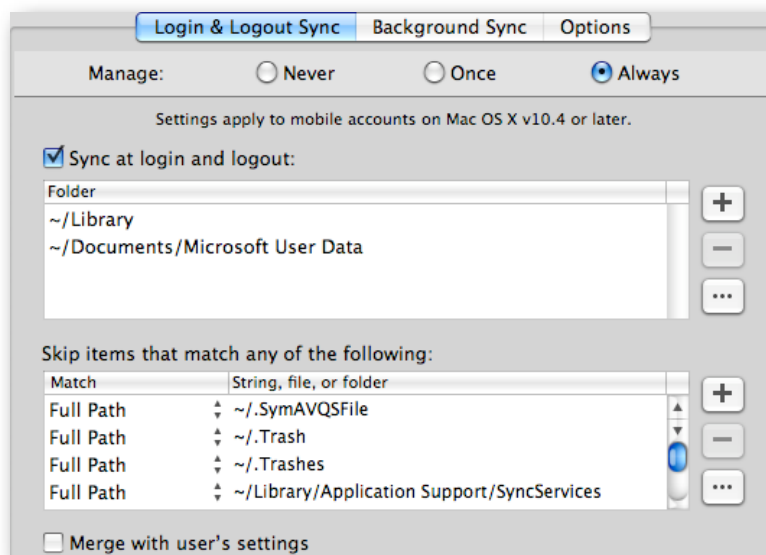 Login & Logout Sync Background Sync Options
Manage: Never Once Always
Settings apply to mobile accounts on Mac OS X v10.4 or later.
Sync at login and logout:
Folder
~/Library
~/Documents/Microsoft User Data
Skip items that match any of the following:
Match String, file, or folder
Full Path ~/.SymAVQSFile
Full Path ~/.Trash
Full Path ~/.Trashes
Full Path ~/Library/Application Support/SyncServices
Merge with user's settings